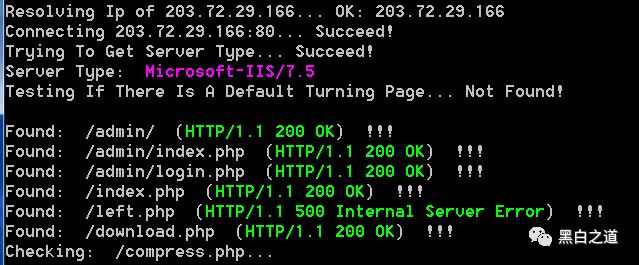 Resolving Ip of 203.72.29.166... OK: 203.72.29.166
Connecting 203.72.29.166:80... Succeed!
Trying To Get Server Type... Succeed!
Server Type:  Microsoft-IIS/7.5
Testing If There Is A Default Turning Page... Not Found!
Found:  /admin/  (HTTP/1.1 200 OK)  !!!
Found:  /admin/index.php  (HTTP/1.1 200 OK)  !!!
Found:  /admin/login.php  (HTTP/1.1 200 OK)  !!!
Found:  /index.php  (HTTP/1.1 200 OK)  !!!
Found:  /left.php  (HTTP/1.1 500 Internal Server Error)  !!!
Found:  /download.php  (HTTP/1.1 200 OK)  !!!
Checking:  /compress.php...
黑白之道